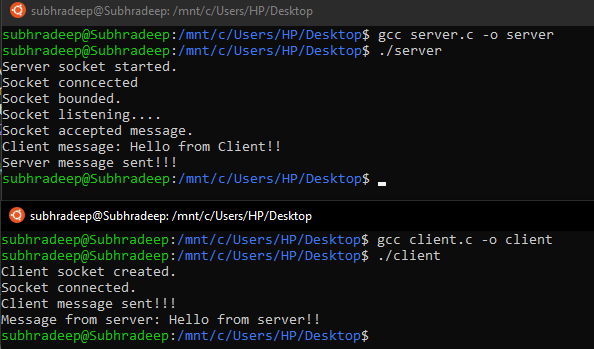 subhradeep@Subhradeep: /mnt/c/Users/HP/Desktop
subhradeep@Subhradeep:/mnt/c/Users/HP/Desktop$ gcc server.c -o server
subhradeep@Subhradeep:/mnt/c/Users/HP/Desktop$ ./server
Server socket started.
Socket conncected
Socket bounded.
Socket listening....
Socket accepted message.
Client message: Hello from Client!!
Server message sent!!!
subhradeep@Subhradeep:/mnt/c/Users/HP/Desktop$
subhradeep@Subhradeep: /mnt/c/Users/HP/Desktop
subhradeep@Subhradeep:/mnt/c/Users/HP/Desktop$ gcc client.c -o client
subhradeep@Subhradeep:/mnt/c/Users/HP/Desktop$ ./client
Client socket created.
Socket connected.
Client message sent!!!
Message from server: Hello from server!!
subhradeep@Subhradeep:/mnt/c/Users/HP/Desktop$